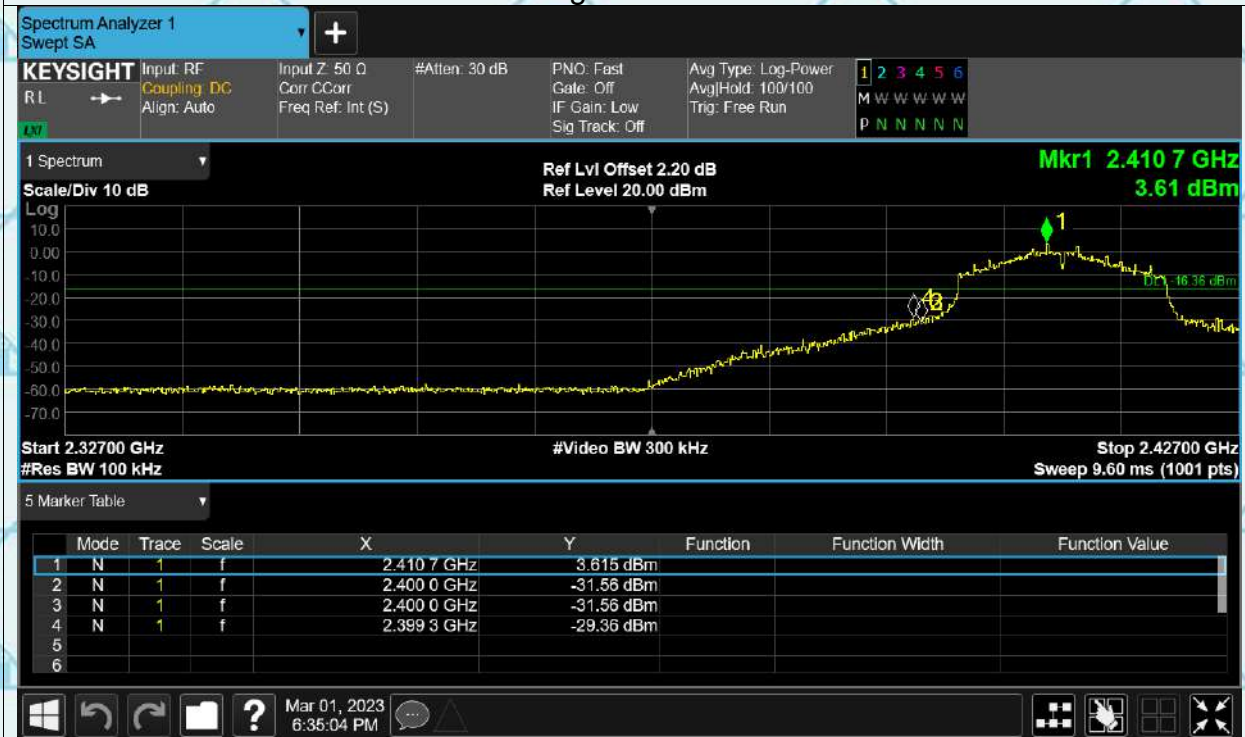 Spectrum Analyzer 1
Swept SA
+
KEYSIGHT Input: RF Input Z: 50 Ω #Atten: 30 dB PNO: Fast Avg Type: Log-Power 1 2 3 4 5 6
RL Coupling: DC Corr CCorr Gate: Off Avg|Hold: 100/100 M W W W W W
Align: Auto Freq Ref: Int (S) IF Gain: Low Trig: Free Run
LXI Sig Track: Off P N N N N N
1 Spectrum Ref Lvl Offset 2.20 dB Mkr1 2.410 7 GHz
Scale/Div 10 dB Ref Level 20.00 dBm 3.61 dBm
Log
1
10.0
0.00
-10.0
DL1 -16.36 dBm
-20.0
-30.0
-40.0
-50.0
-60.0
-70.0
Start 2.32700 GHz #Video BW 300 kHz Stop 2.42700 GHz
#Res BW 100 kHz Sweep 9.60 ms (1001 pts)
5 Marker Table
Mode Trace Scale X Y Function Function Width Function Value
1 N 1 f 2.410 7 GHz 3.615 dBm
2 N 1 f 2.400 0 GHz -31.56 dBm
3 N 1 f 2.400 0 GHz -31.56 dBm
4 N 1 f 2.399 3 GHz -29.36 dBm
5
6
? Mar 01, 2023
6:35:04 PM